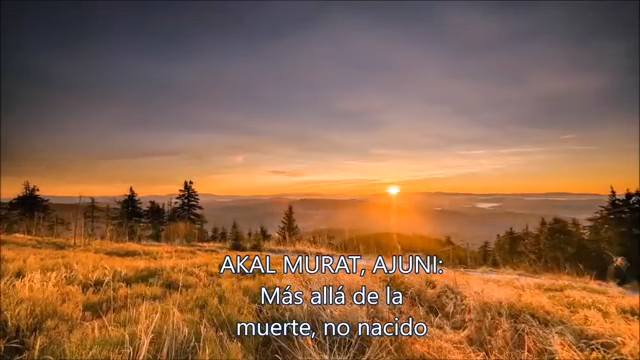 AKAL MURAT, AJUNI:
Más allá de la
muerte, no nacido